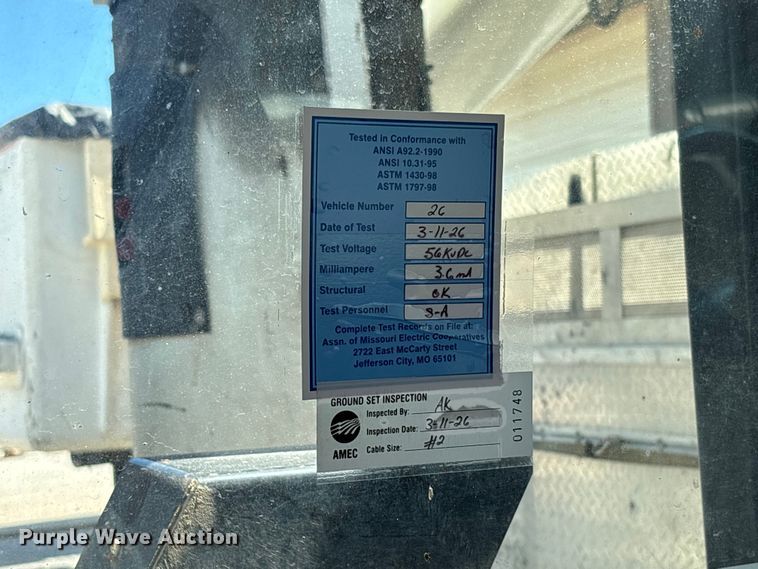 Tested in Conformance with
ANSI A92.2-1990
ANSI 10.31-95
ASTM 1430-98
ASTM 1797-98
Vehicle Number 26
Date of Test 3-11-26
Test Voltage 56KVDC
Milliampere 36mA
Structural OK
Test Personnel S-A
Complete Test Records on File at:
Assn. of Missouri Electric Cooperatives
2722 East McCarty Street
Jefferson City, MO 65101
GROUND SET INSPECTION
Inspected By: AK
Inspection Date: 3-11-26
AMEC Cable Size: #2
011748
Purple Wave Auction